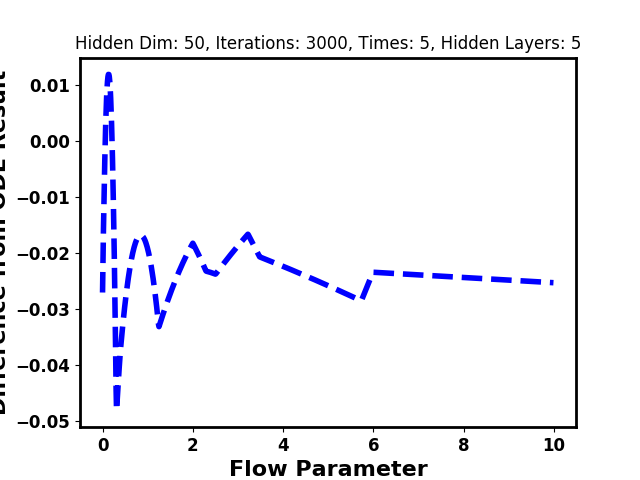 Hidden Dim: 50, Iterations: 3000, Times: 5, Hidden Layers: 5
Difference from ODE Result
0.01
0.00
−0.01
−0.02
−0.03
−0.04
−0.05
0 2 4 6 8 10
Flow Parameter